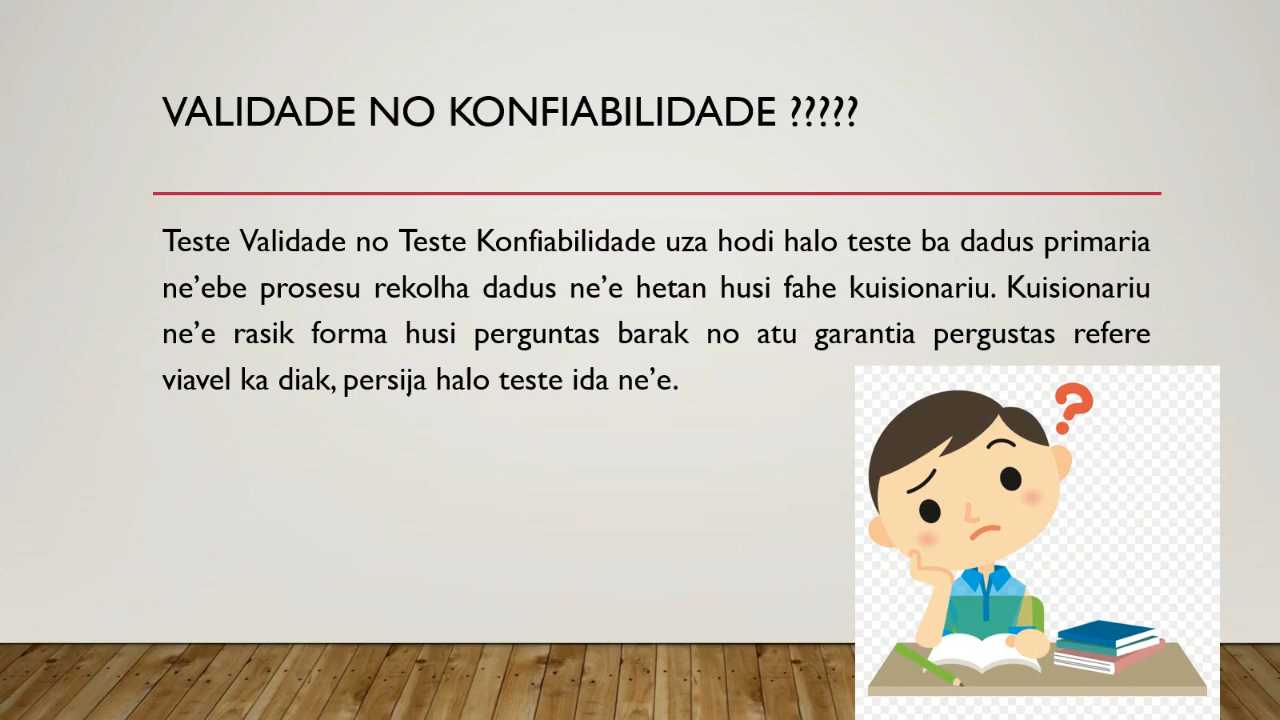 VALIDADE NO KONFIABILIDADE ?????
Teste Validade no Teste Konfiabilidade uza hodi halo teste ba dadus primaria
ne’ebe prosesu rekolha dadus ne’e hetan husi fahe kuisionariu. Kuisionariu
ne’e rasik forma husi perguntas barak no atu garantia pergustas refere
viavel ka diak, persija halo teste ida ne’e.
?